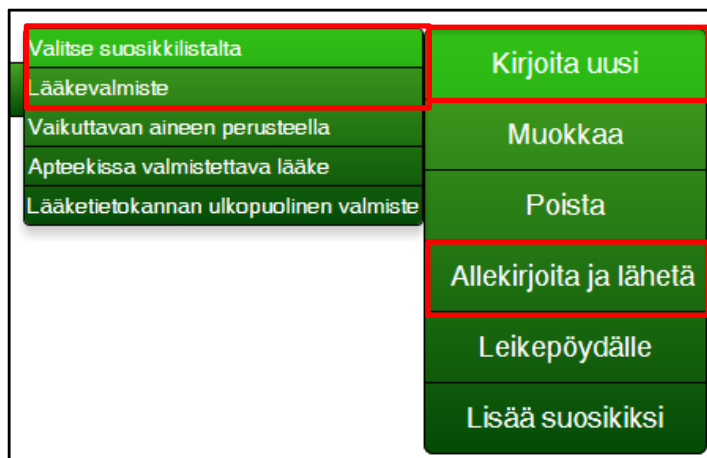 Valitse suosikkilistalta
Lääkevalmiste
Vaikuttavan aineen perusteella
Apteekissa valmistettava lääke
Lääketietokannan ulkopuolinen valmiste
Kirjoita uusi
Muokkaa
Poista
Allekirjoita ja lähetä
Leikepöydälle
Lisää suosikiksi